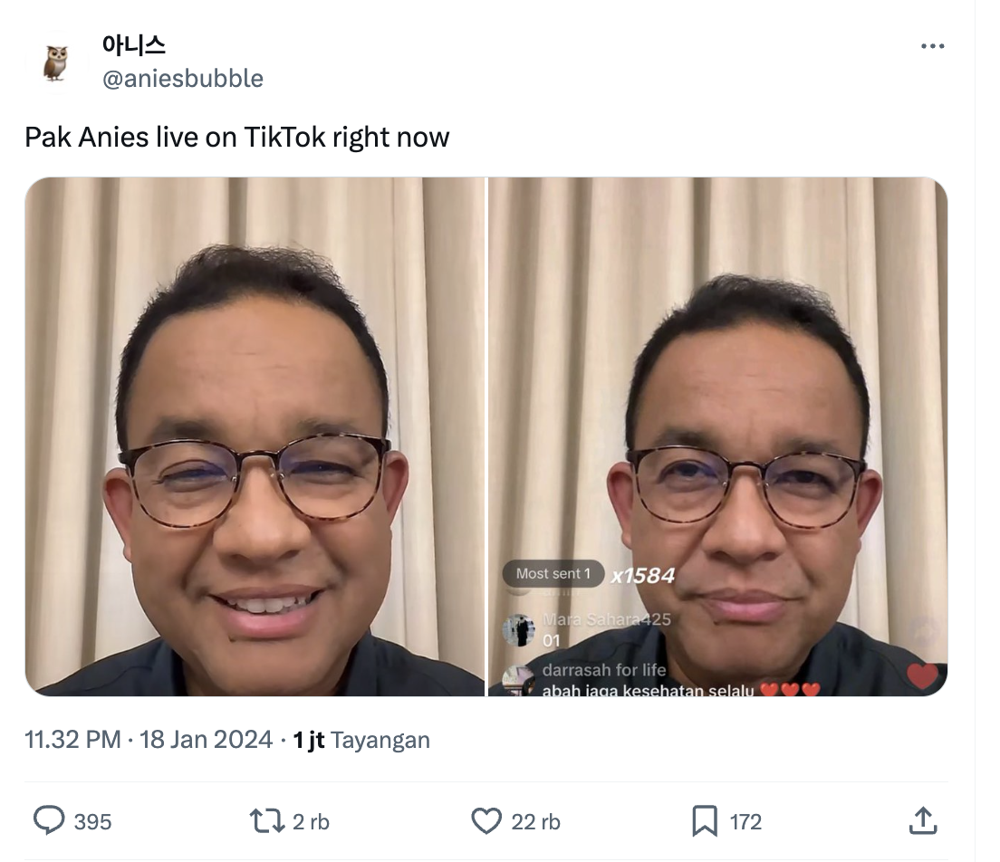 아니스
@aniesbubble
Pak Anies live on TikTok right now
Most sent 1 x1584
Mara Sahara425
01
darrasah for life
abah jaga kesehatan selalu ❤️❤️❤️
11.32 PM · 18 Jan 2024 · 1 jt Tayangan
395 2 rb 22 rb 172